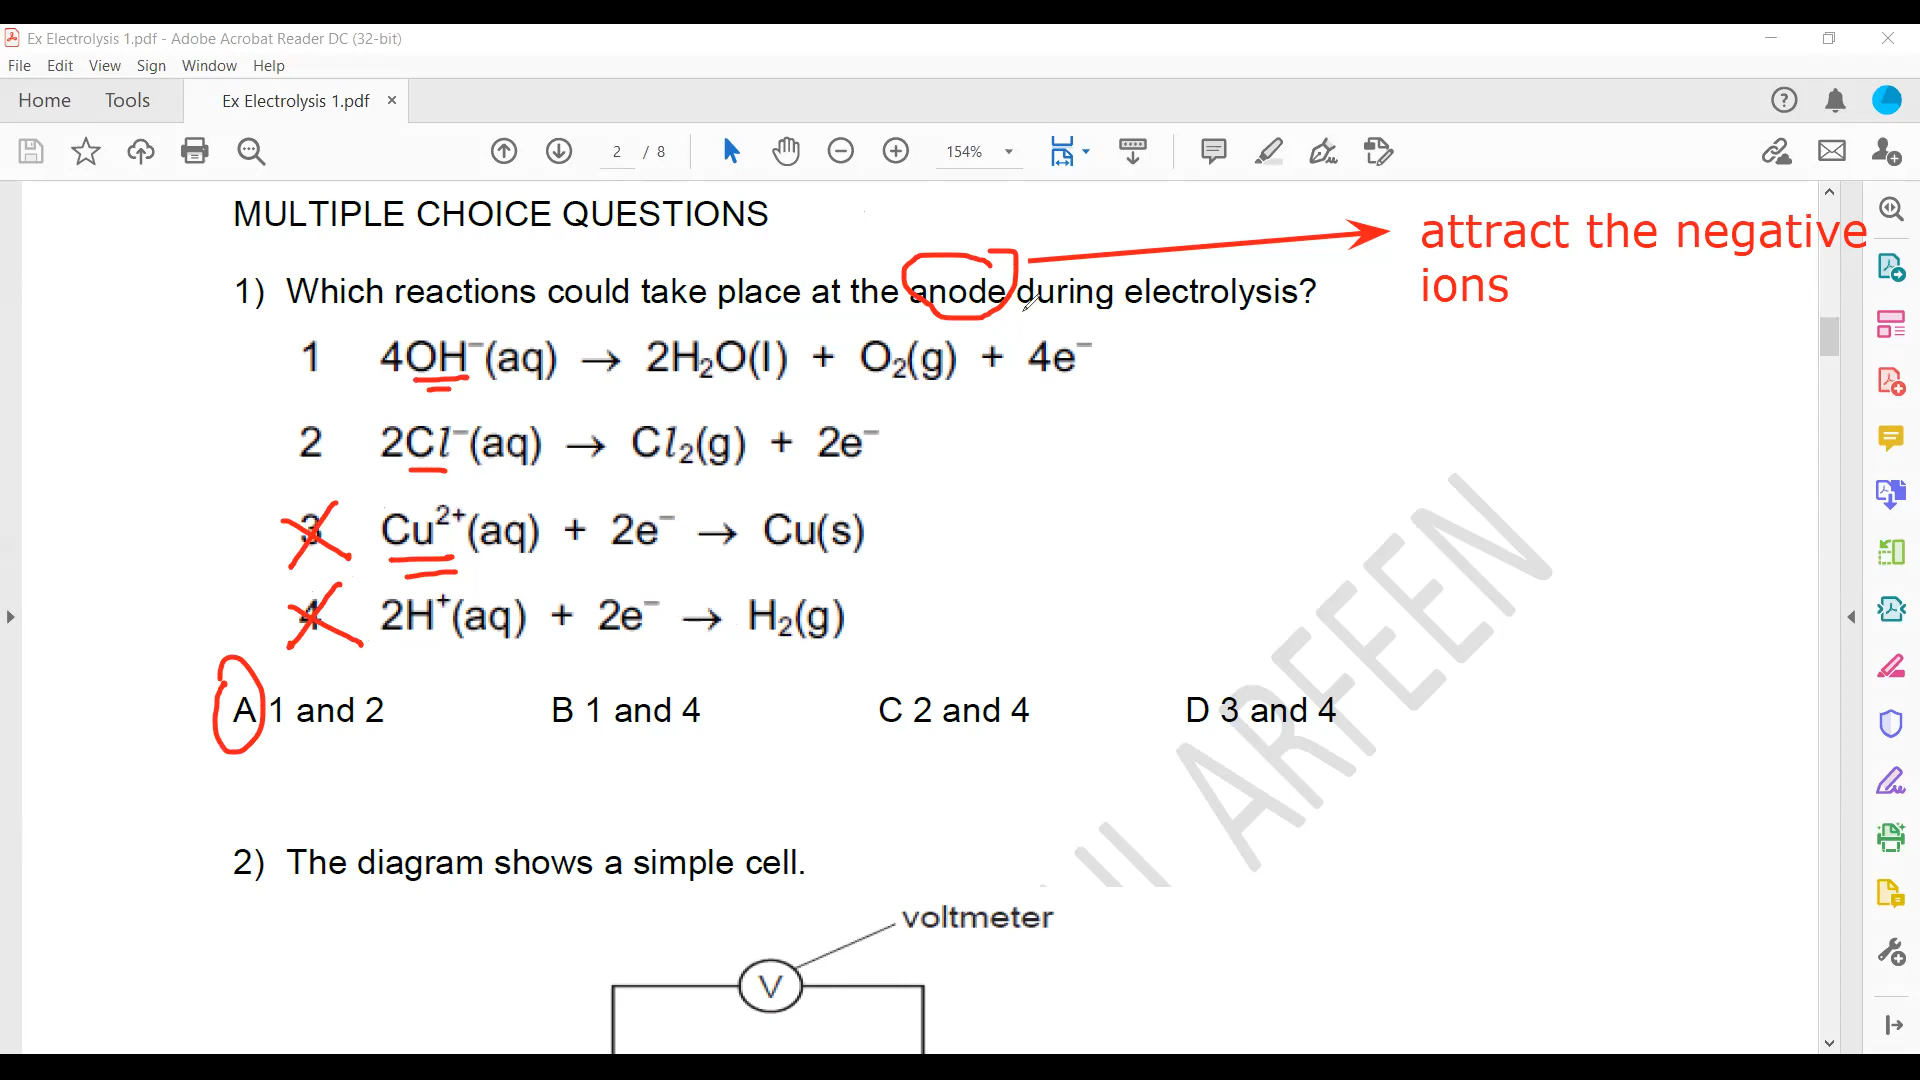 Ex Electrolysis 1.pdf - Adobe Acrobat Reader DC (32-bit)
File Edit View Sign Window Help
Home Tools Ex Electrolysis 1.pdf ×
2 / 8 154%
MULTIPLE CHOICE QUESTIONS
attract the negative
ions
1) Which reactions could take place at the anode during electrolysis?
1 4OH⁻(aq) → 2H₂O(l) + O₂(g) + 4e⁻
2 2Cl⁻(aq) → Cl₂(g) + 2e⁻
3 Cu²⁺(aq) + 2e⁻ → Cu(s)
4 2H⁺(aq) + 2e⁻ → H₂(g)
A 1 and 2 B 1 and 4 C 2 and 4 D 3 and 4
ARFEEN
2) The diagram shows a simple cell.
voltmeter
V